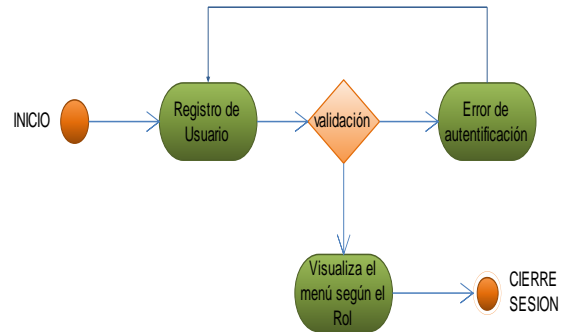 INICIO
Registro de
Usuario
validación
Error de
autentificación
Visualiza el
menú según el
Rol
CIERRE
SESION